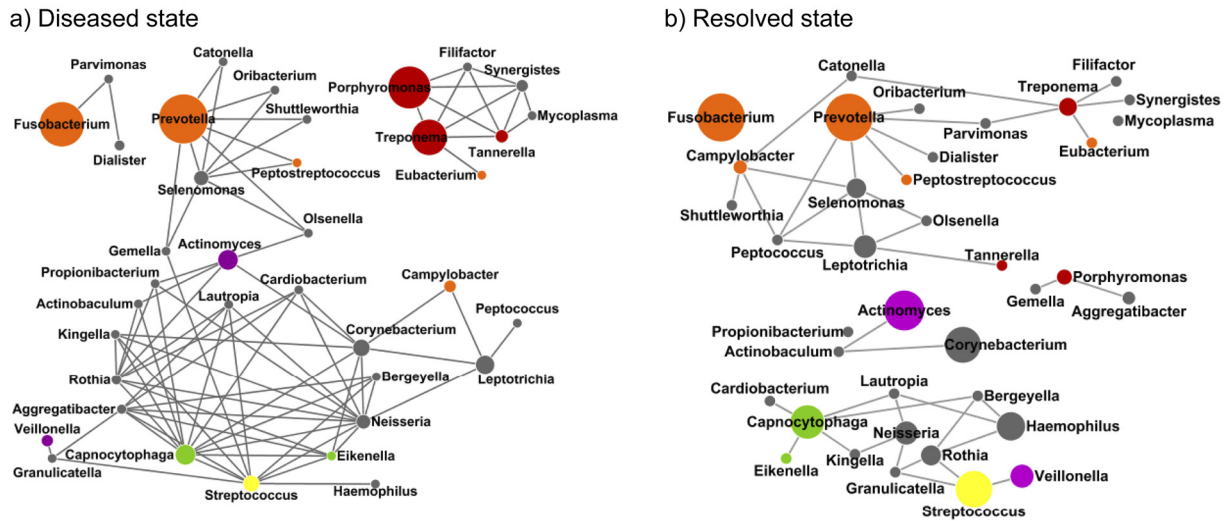 a) Diseased state
Catonella
Filifactor
Parvimonas
Oribacterium
Synergistes
Porphyromonas
Shuttleworthia
Fusobacterium
Prevotella
Mycoplasma
Treponema
Dialister
Tannerella
Peptostreptococcus
Eubacterium
Selenomonas
Olsenella
Actinomyces
Gemella
Propionibacterium
Cardiobacterium
Campylobacter
Actinobaculum
Lautropia
Peptococcus
Kingella
Corynebacterium
Rothia
Bergeyella
Leptotrichia
Aggregatibacter
Neisseria
Veillonella
Capnocytophaga
Eikenella
Granulicatella
Streptococcus
Haemophilus
b) Resolved state
Catonella
Filifactor
Treponema
Oribacterium
Synergistes
Fusobacterium
Prevotella
Mycoplasma
Parvimonas
Eubacterium
Campylobacter
Dialister
Peptostreptococcus
Selenomonas
Shuttleworthia
Olsenella
Peptococcus
Leptotrichia
Tannerella
Porphyromonas
Gemella
Aggregatibacter
Actinomyces
Propionibacterium
Actinobaculum
Corynebacterium
Cardiobacterium
Lautropia
Bergeyella
Capnocytophaga
Neisseria
Haemophilus
Eikenella
Kingella
Rothia
Granulicatella
Veillonella
Streptococcus